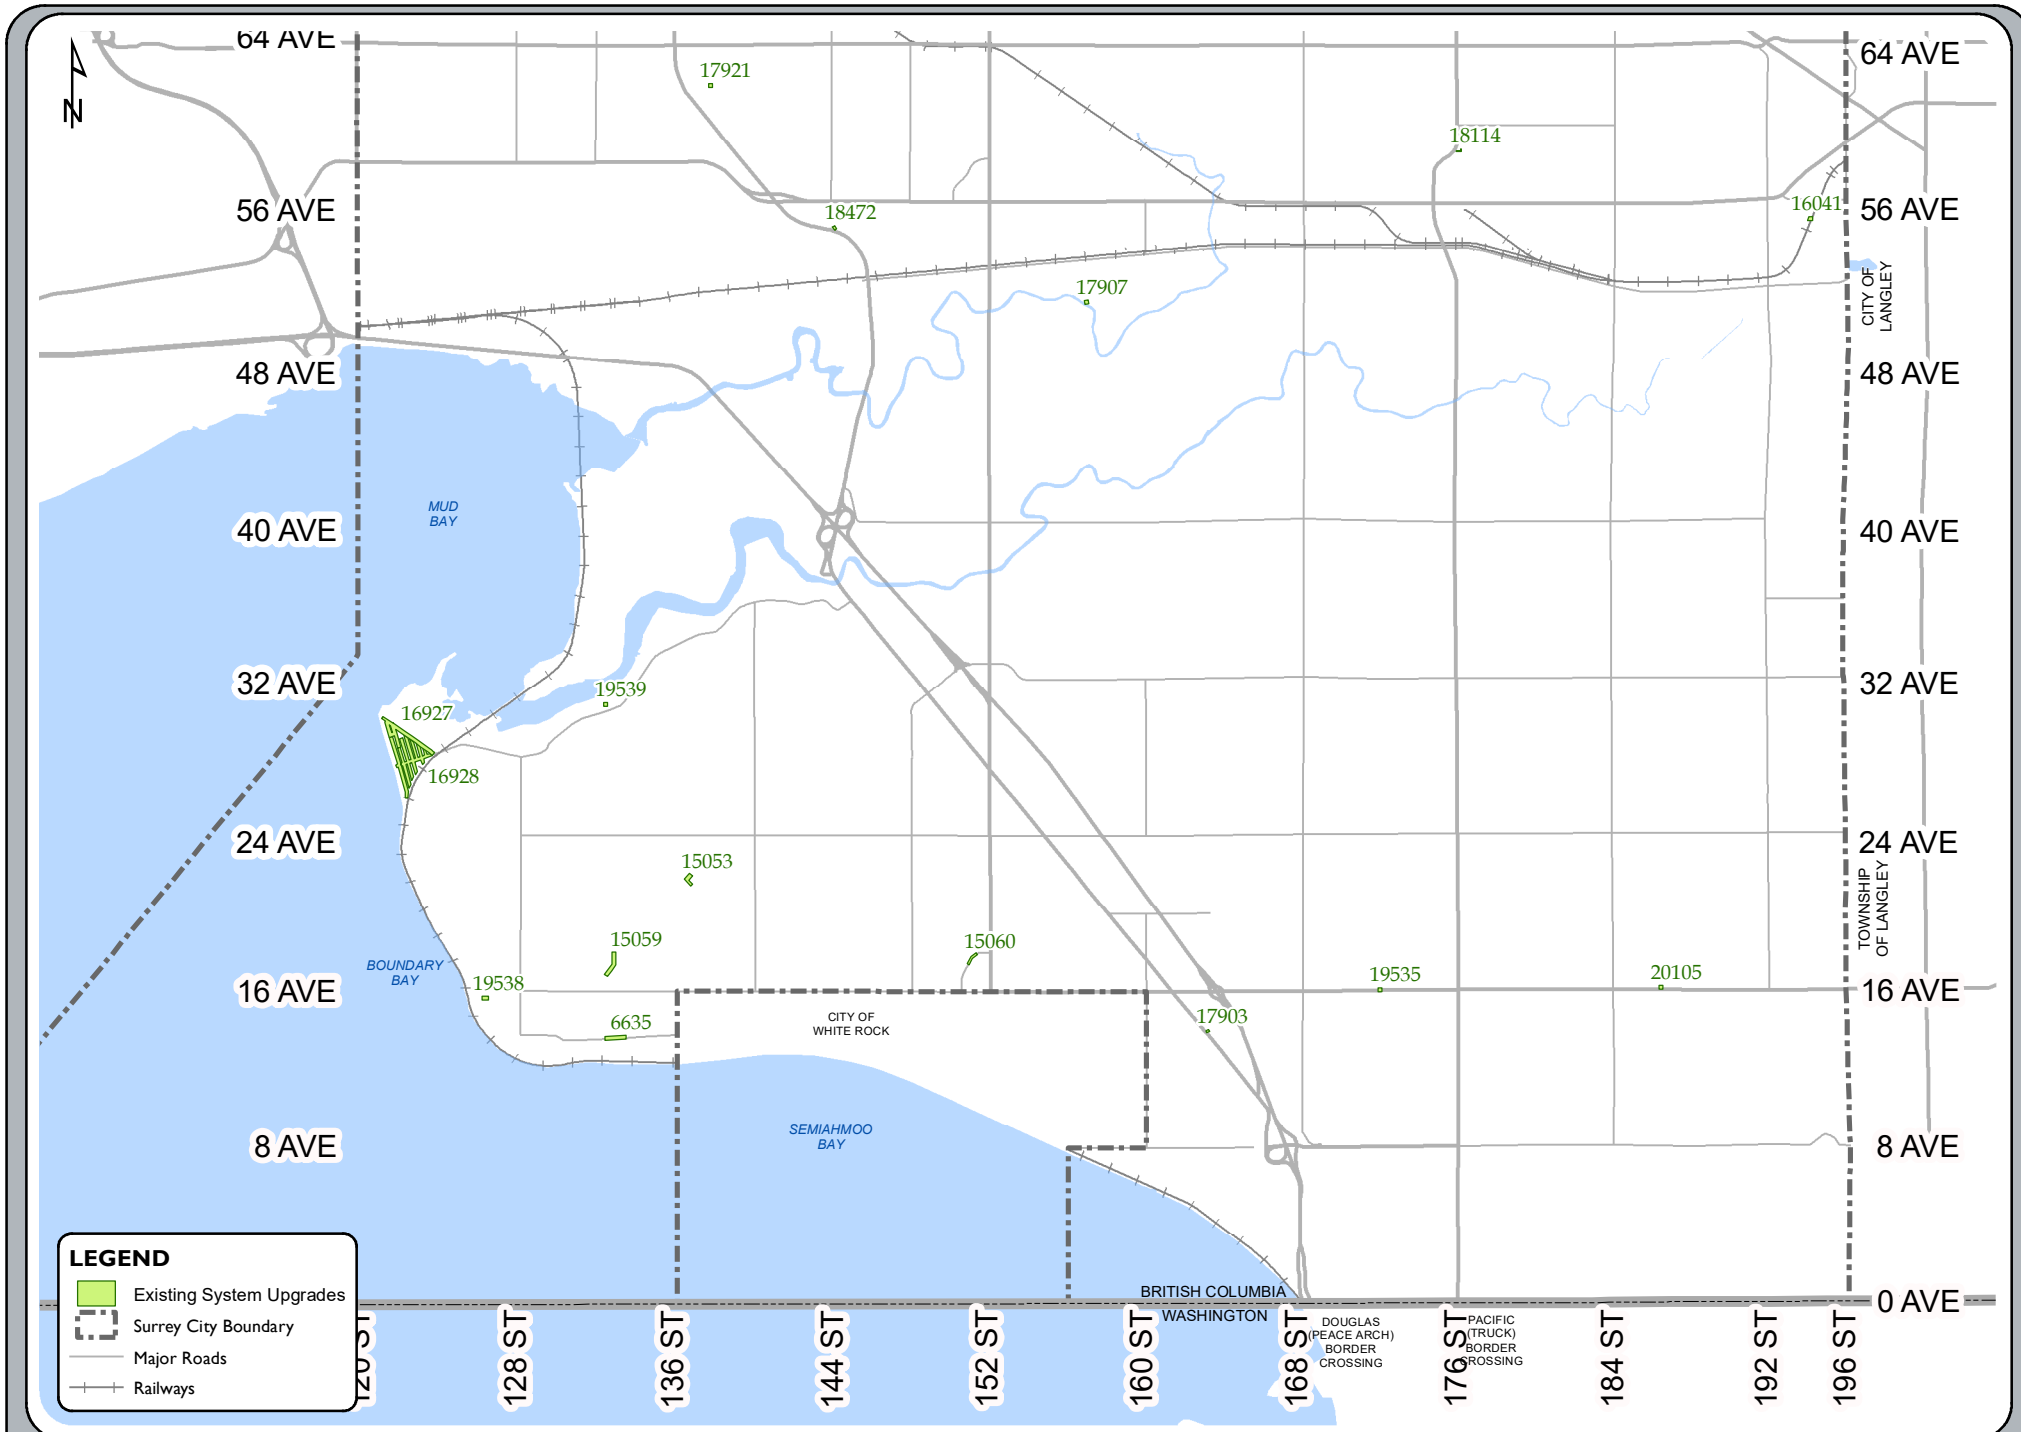 64 AVE
64 AVE
N
17921
18114
56 AVE
18472
16041
56 AVE
17907
CITY OF
LANGLEY
48 AVE
48 AVE
MUD
BAY
40 AVE
40 AVE
32 AVE
19539
32 AVE
16927
16928
24 AVE
24 AVE
15053
TOWNSHIP
OF LANGLEY
15059
15060
BOUNDARY
BAY
19538
16 AVE
19535
20105
16 AVE
6635
CITY OF
WHITE ROCK
17903
SEMIAHMOO
BAY
8 AVE
8 AVE
LEGEND
Existing System Upgrades
Surrey City Boundary
Major Roads
Railways
BRITISH COLUMBIA
WASHINGTON
0 AVE
120 ST
128 ST
136 ST
144 ST
152 ST
160 ST
168 ST
DOUGLAS
(PEACE ARCH)
BORDER
CROSSING
176 ST
PACIFIC
(TRUCK)
BORDER
CROSSING
184 ST
192 ST
196 ST